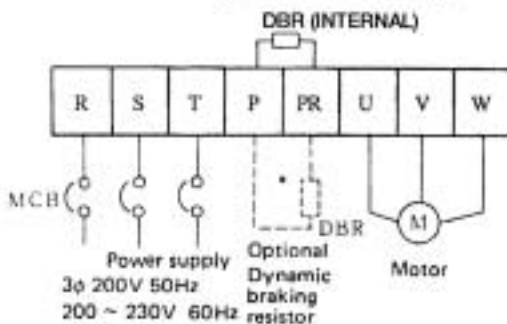 DBR (INTERNAL)
R S T P PR U V W
MCB
DBR
M
Power supply
3φ 200V 50Hz
200 ~ 230V 60Hz
Optional
Dynamic
braking
resistor
Motor